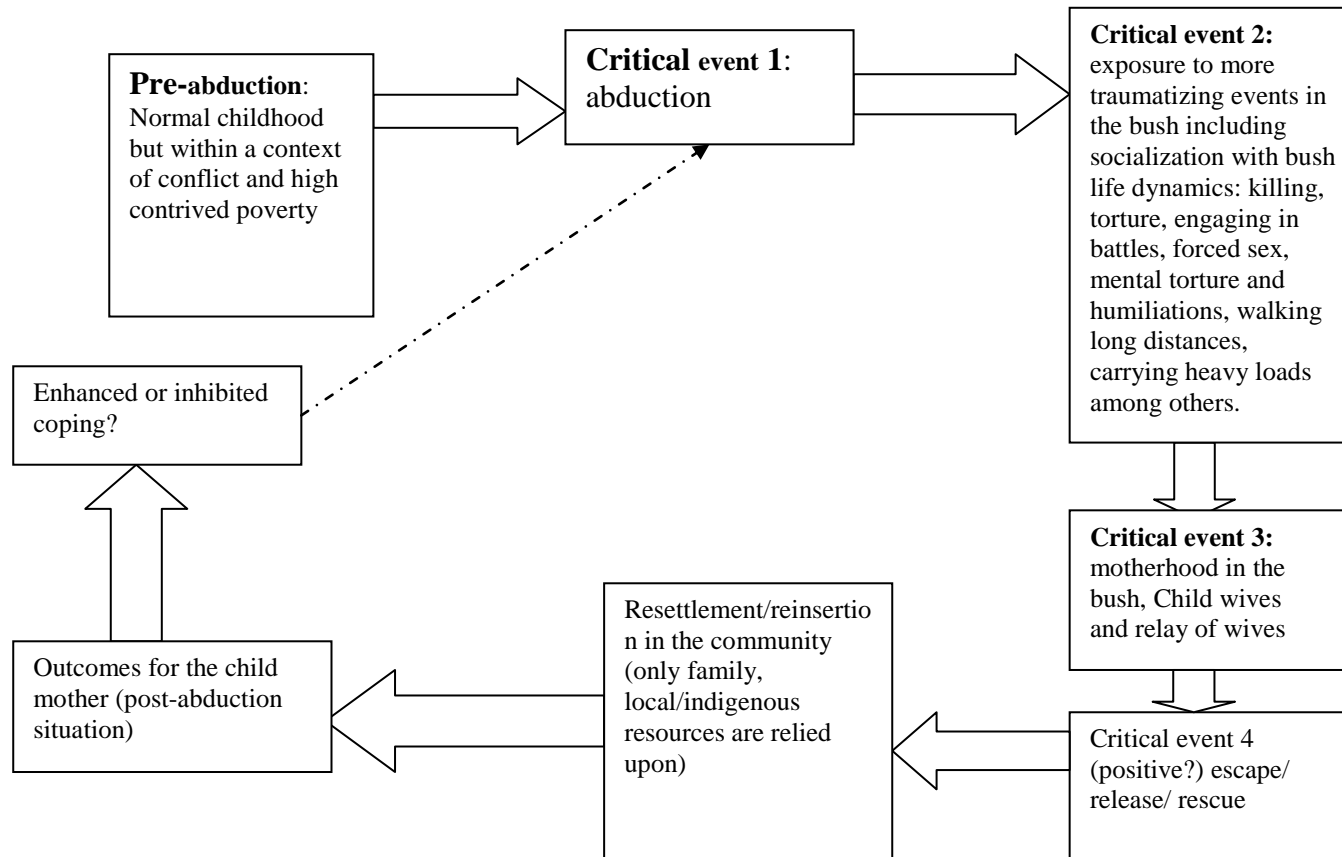 Pre-abduction:
Normal childhood
but within a context
of conflict and high
contrived poverty
Critical event 1:
abduction
Critical event 2:
exposure to more
traumatizing events in
the bush including
socialization with bush
life dynamics: killing,
torture, engaging in
battles, forced sex,
mental torture and
humiliations, walking
long distances,
carrying heavy loads
among others.
Critical event 3:
motherhood in the
bush, Child wives
and relay of wives
Critical event 4
(positive?) escape/
release/ rescue
Resettlement/reinsertio
n in the community
(only family,
local/indigenous
resources are relied
upon)
Outcomes for the child
mother (post-abduction
situation)
Enhanced or inhibited
coping?